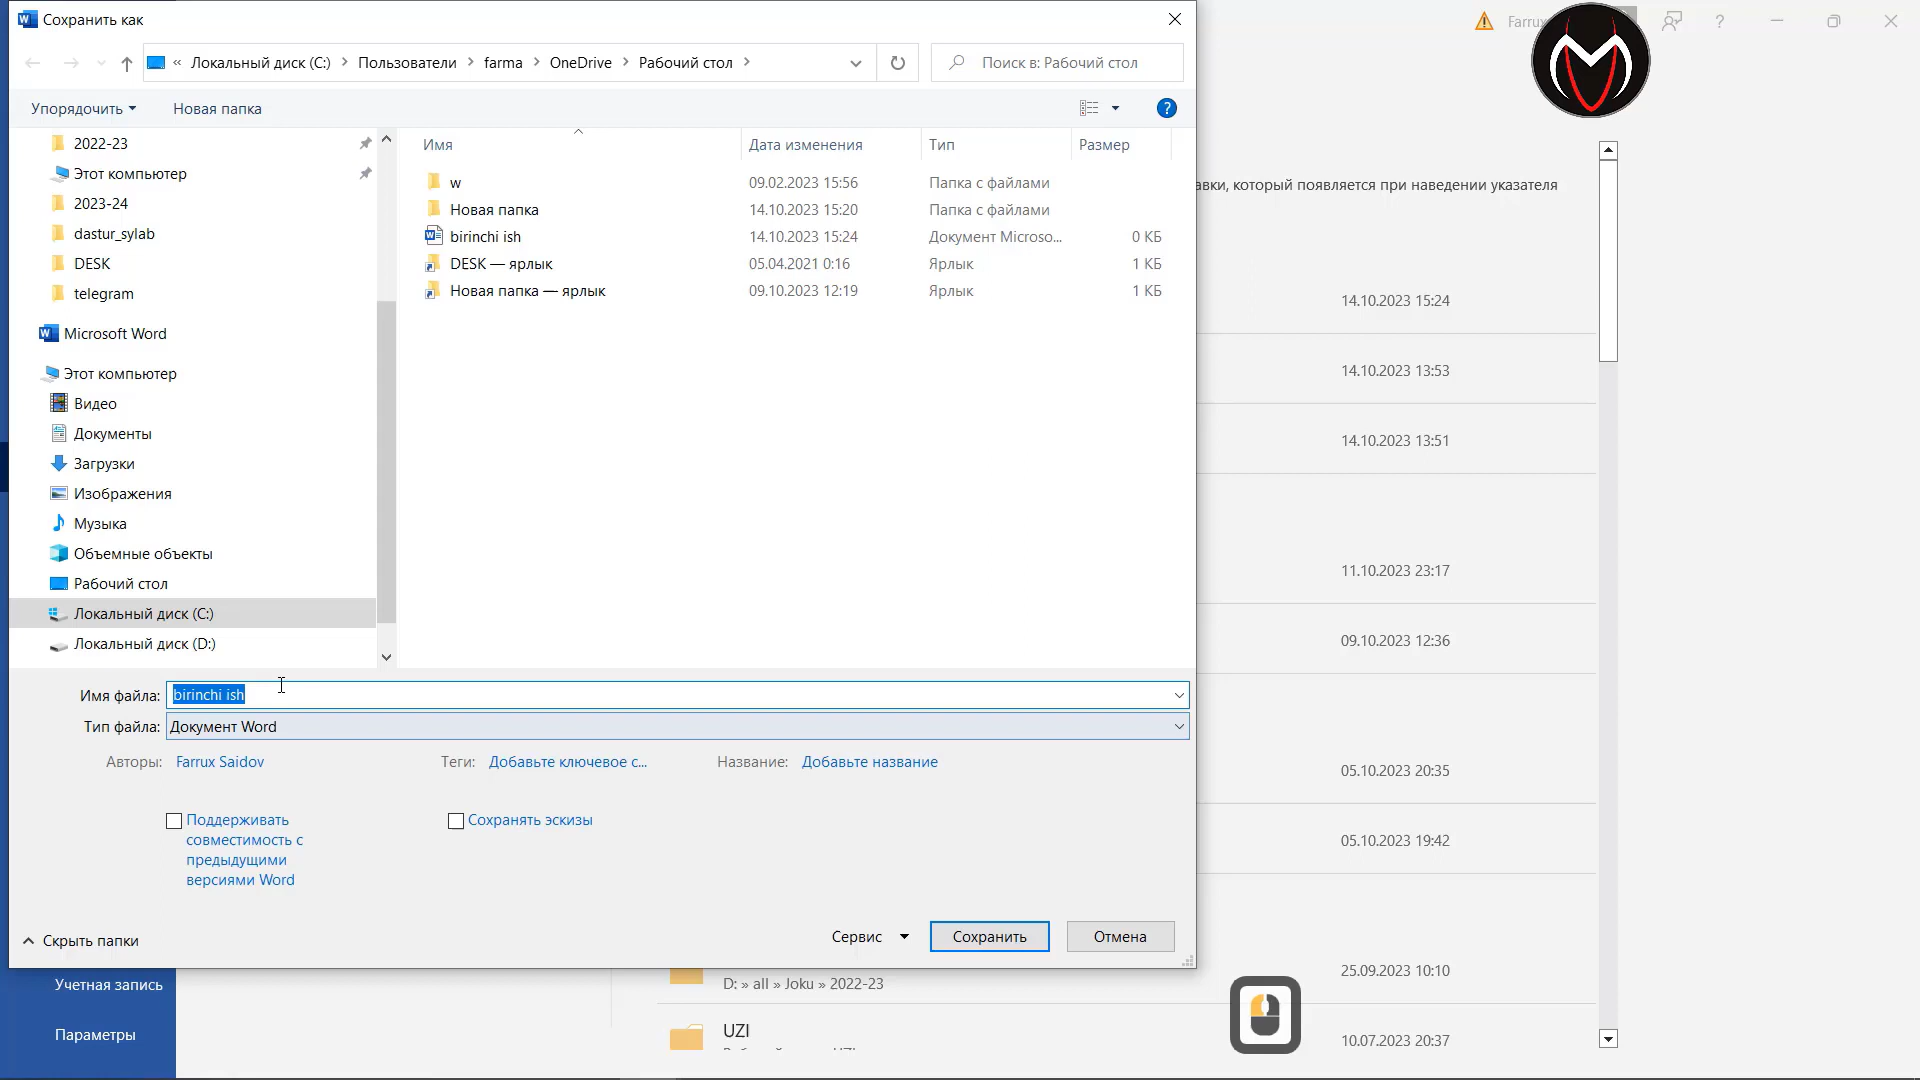 Сохранить как
Farrux
?
« Локальный диск (C:) › Пользователи › farma › OneDrive › Рабочий стол ›
Поиск в: Рабочий стол
Упорядочить
Новая папка
?
2022-23
Этот компьютер
2023-24
dastur_sylab
DESK
telegram
Microsoft Word
Этот компьютер
Видео
Документы
Загрузки
Изображения
Музыка
Объемные объекты
Рабочий стол
Локальный диск (C:)
Локальный диск (D:)
Имя Дата изменения Тип Размер
w 09.02.2023 15:56 Папка с файлами
Новая папка 14.10.2023 15:20 Папка с файлами
birinchi ish 14.10.2023 15:24 Документ Microso... 0 КБ
DESK — ярлык 05.04.2021 0:16 Ярлык 1 КБ
Новая папка — ярлык 09.10.2023 12:19 Ярлык 1 КБ
Имя файла: birinchi ish
Тип файла: Документ Word
Авторы: Farrux Saidov Теги: Добавьте ключевое с... Название: Добавьте название
Поддерживать
совместимость с
предыдущими
версиями Word
Сохранять эскизы
Скрыть папки
Сервис Сохранить Отмена
авки, который появляется при наведении указателя
14.10.2023 15:24
14.10.2023 13:53
14.10.2023 13:51
11.10.2023 23:17
09.10.2023 12:36
05.10.2023 20:35
05.10.2023 19:42
25.09.2023 10:10
D: » all » Joku » 2022-23
UZI
10.07.2023 20:37
Учетная запись
Параметры